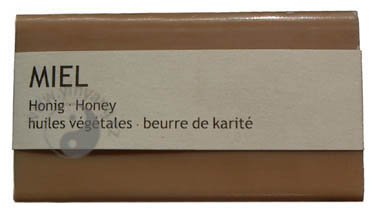 MIEL
Honig · Honey
huiles végétales · beurre de karité